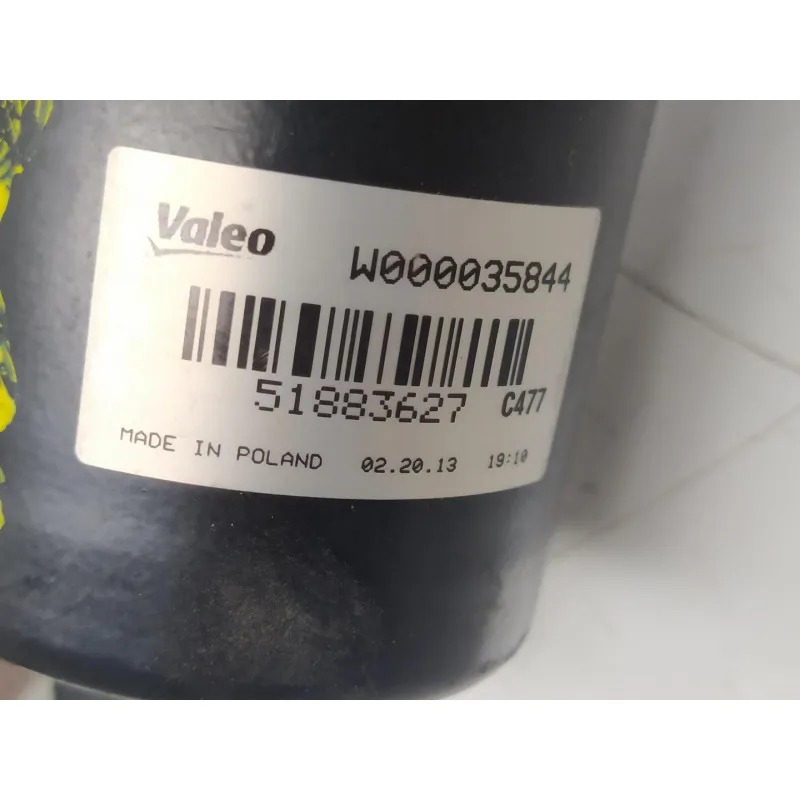 Valeo
W000035844
51883627 C477
MADE IN POLAND 02.20.13 19:10